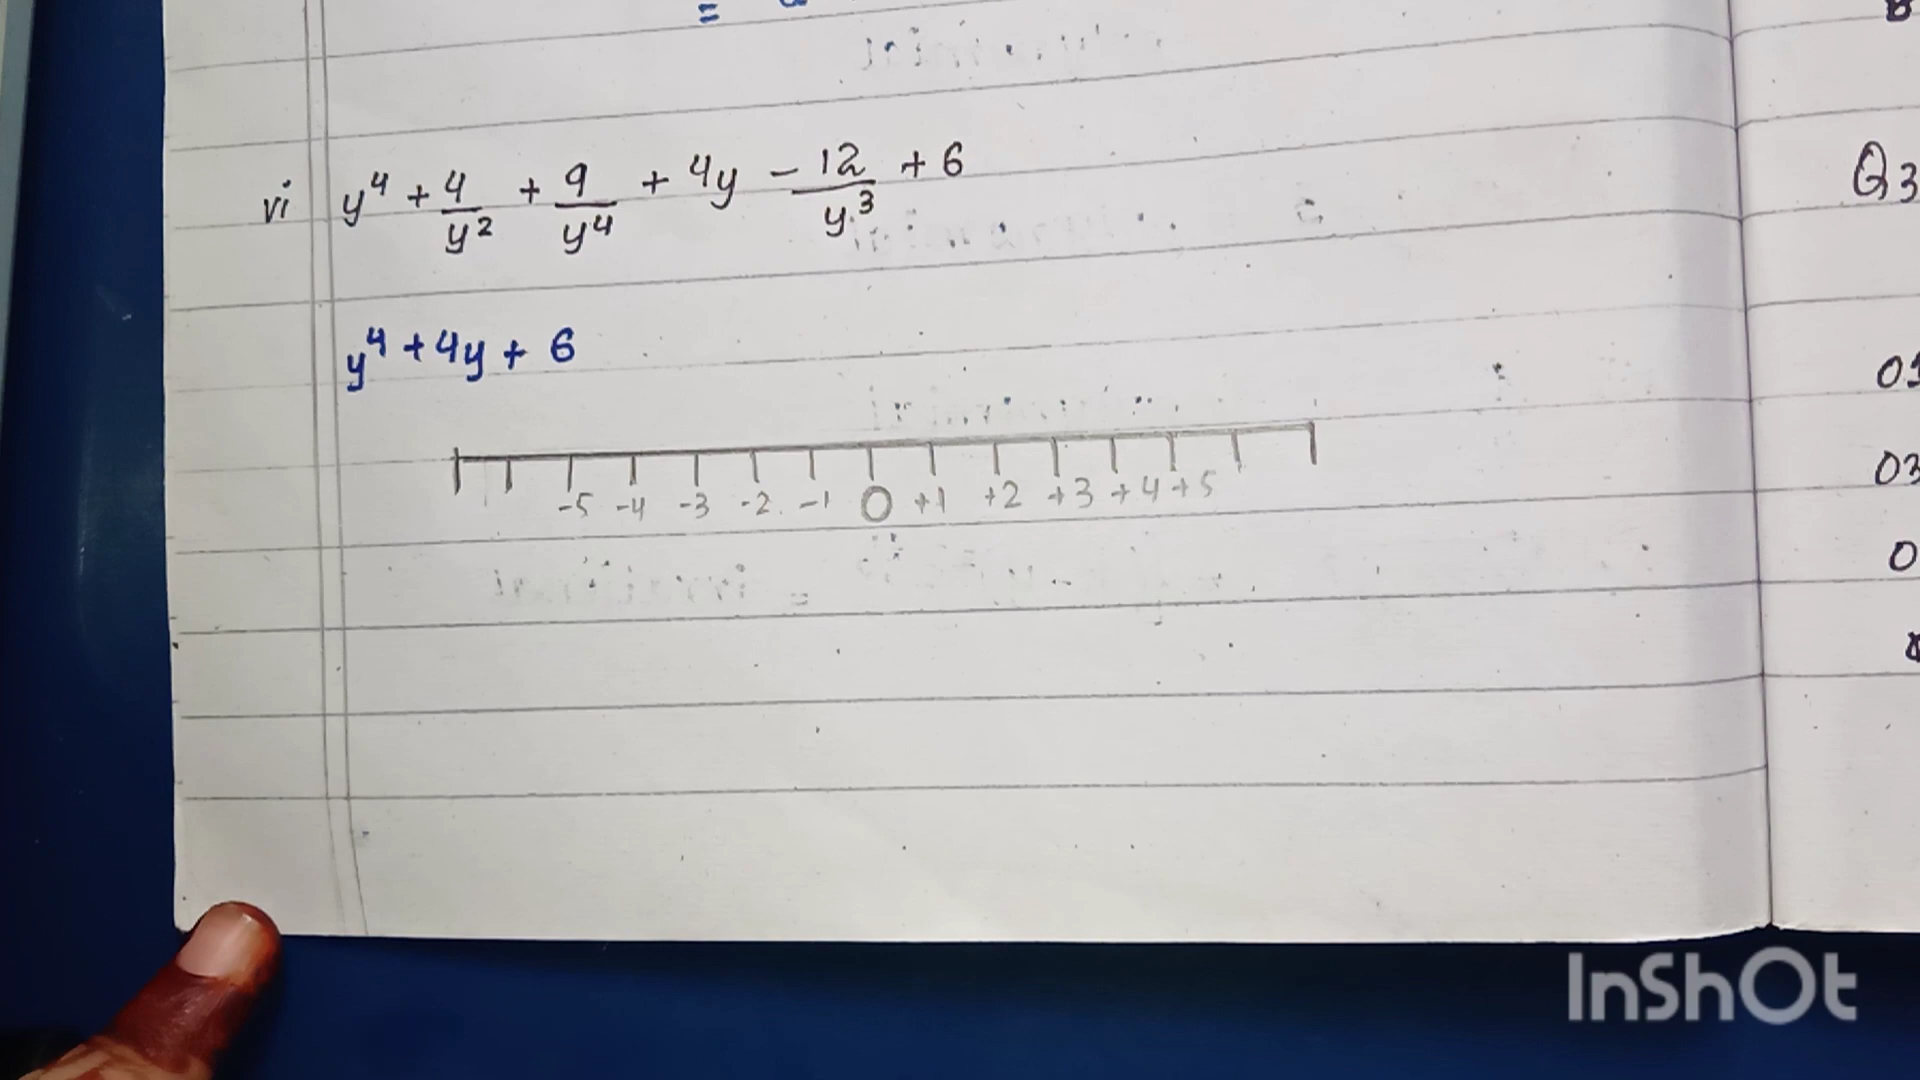 =
vi y⁴ + 4/y² + 9/y⁴ + 4y - 12/y³ + 6
y⁴ + 4y + 6
-5 -4 -3 -2 -1 0 +1 +2 +3 +4 +5
Q3
03
InShOt